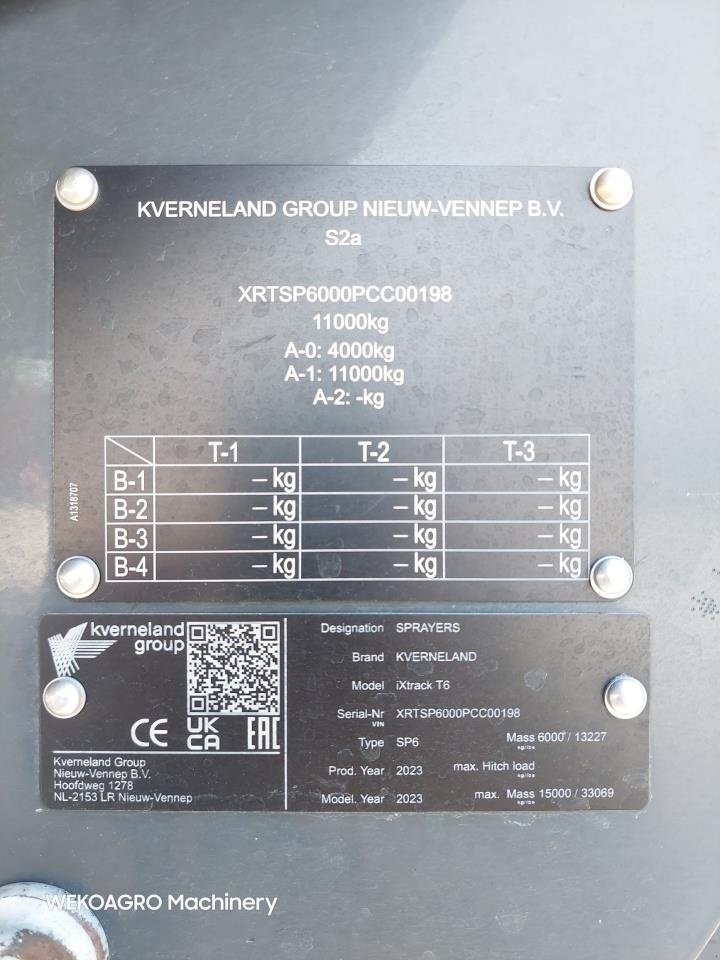 KVERNELAND GROUP NIEUW-VENNEP B.V.
S2a
XRTSP6000PCC00198
11000kg
A-0: 4000kg
A-1: 11000kg
A-2: -kg
T-1 T-2 T-3
B-1 – kg – kg – kg
B-2 – kg – kg – kg
B-3 – kg – kg – kg
B-4 – kg – kg – kg
A1318707
kverneland
group
CE UK CA EAC
Kverneland Group
Nieuw-Vennep B.V.
Hoofdweg 1278
NL-2153 LR Nieuw-Vennep
Designation SPRAYERS
Brand KVERNELAND
Model iXtrack T6
Serial-Nr XRTSP6000PCC00198
VIN
Type SP6 Mass 6000 / 13227
kg/lbs
Prod. Year 2023 max. Hitch load
kg/lbs
Model. Year 2023 max. Mass 15000 / 33069
kg/lbs
WEKOAGRO Machinery